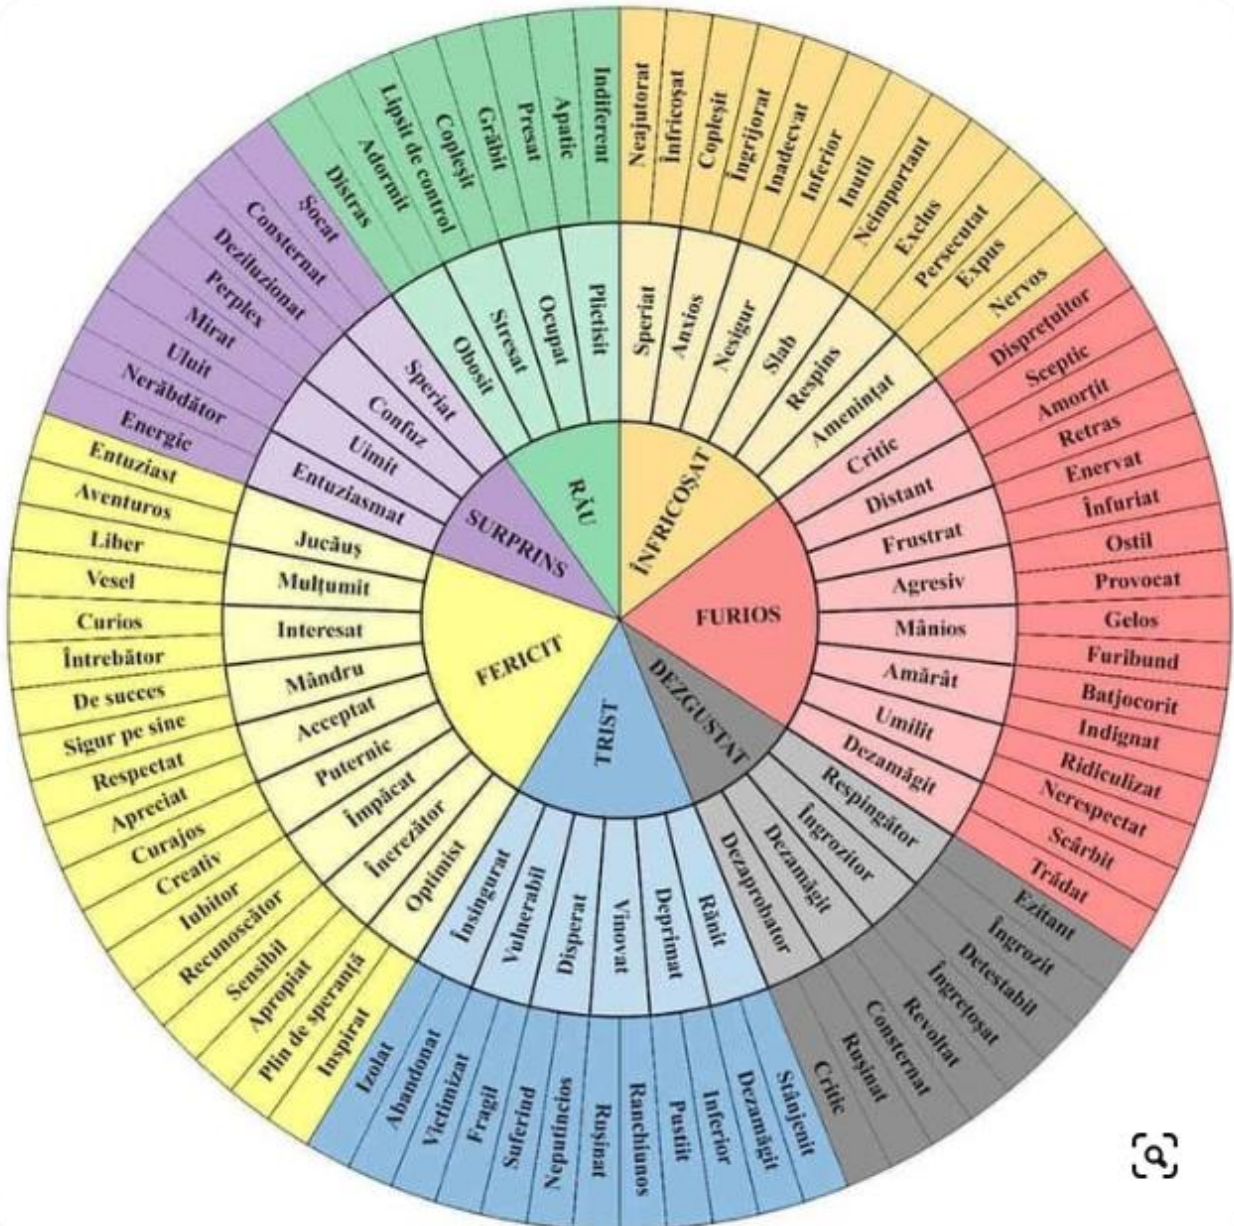 RĂU
ÎNFRICOȘAT
FURIOS
DEZGUSTAT
TRIST
FERICIT
SURPRINS
Obosit
Stresat
Ocupat
Plictisit
Speriat
Anxios
Nesigur
Slab
Respins
Amenințat
Critic
Distant
Frustrat
Agresiv
Mânios
Amărât
Umilit
Dezamăgit
Respingător
Îngrozitor
Dezamăgit
Dezaprobator
Rănit
Deprimat
Vinovat
Disperat
Vulnerabil
Însingurat
Optimist
Încrezător
Împăcat
Puternic
Acceptat
Mândru
Interesat
Mulțumit
Jucăuș
Entuziasmat
Uimit
Confuz
Speriat
Distras
Adormit
Lipsit de control
Copleșit
Grăbit
Presat
Apatic
Indiferent
Neajutorat
Înfricoșat
Copleșit
Îngrijorat
Inadecvat
Inferior
Inutil
Neimportant
Exclus
Persecutat
Expus
Nervos
Disprețuitor
Sceptic
Amorțit
Retras
Enervat
Înfuriat
Ostil
Provocat
Gelos
Furibund
Batjocorit
Indignat
Ridiculizat
Nerespectat
Scârbit
Trădat
Ezitant
Îngrozit
Detestabil
Îngrețoșat
Revoltat
Consternat
Rușinat
Critic
Stânjenit
Dezamăgit
Inferior
Pustiit
Ranchiunos
Rușinat
Neputincios
Suferind
Fragil
Victimizat
Abandonat
Izolat
Inspirat
Plin de speranță
Apropiat
Sensibil
Recunoscător
Iubitor
Creativ
Curajos
Apreciat
Respectat
Sigur pe sine
De succes
Întrebător
Curios
Vesel
Liber
Aventuros
Entuziast
Energic
Nerăbdător
Uluit
Mirat
Perplex
Deziluzionat
Consternat
Șocat